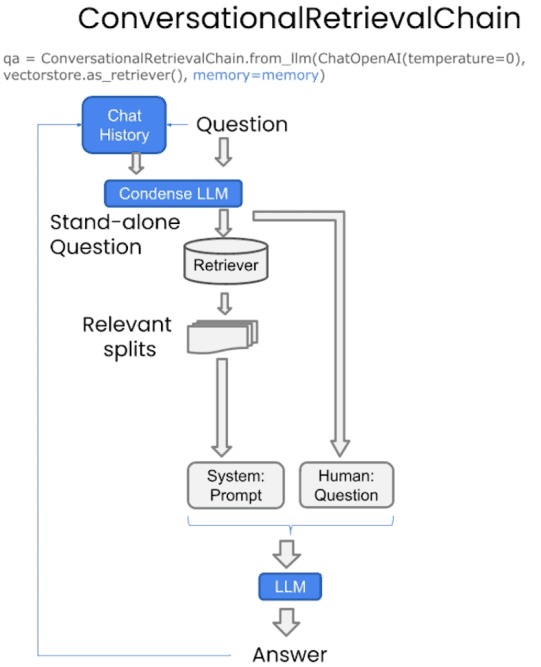 ConversationalRetrievalChain
qa = ConversationalRetrievalChain.from_llm(ChatOpenAI(temperature=0),
vectorstore.as_retriever(), memory=memory)
Chat
History
Question
Condense LLM
Stand-alone
Question
Retriever
Relevant
splits
System:
Prompt
Human:
Question
LLM
Answer